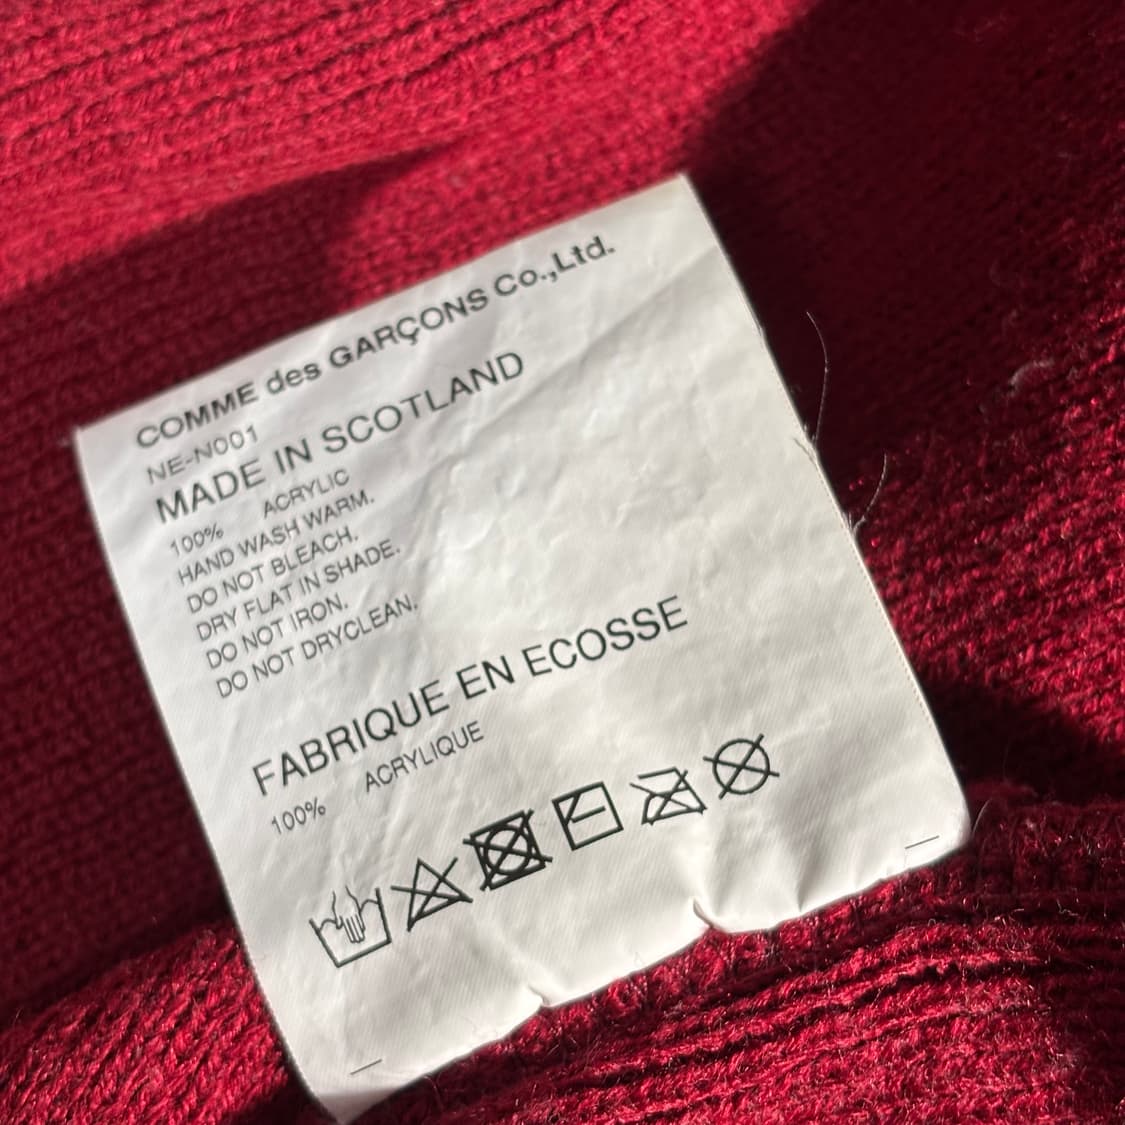 COMME des GARÇONS Co.,Ltd.
NE-N001
MADE IN SCOTLAND
100% ACRYLIC
HAND WASH WARM.
DO NOT BLEACH.
DRY FLAT IN SHADE.
DO NOT IRON.
DO NOT DRYCLEAN.
FABRIQUE EN ECOSSE
100% ACRYLIQUE